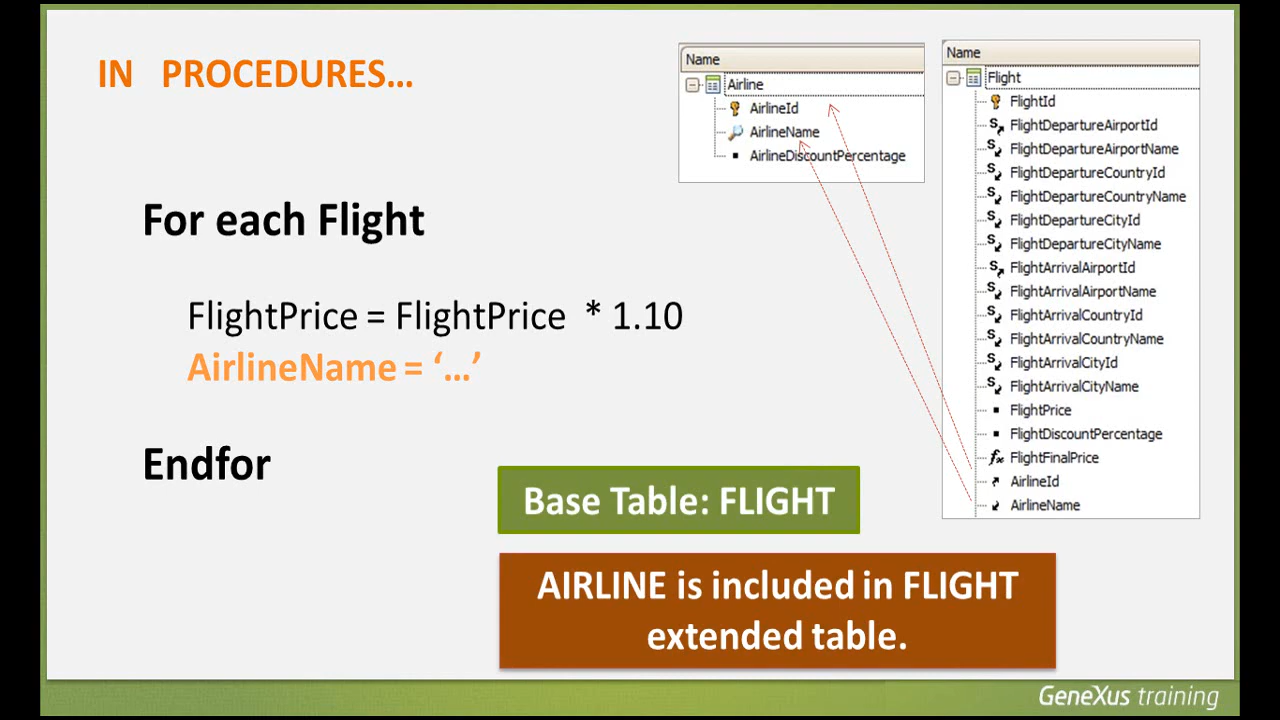 IN PROCEDURES...
For each Flight
FlightPrice = FlightPrice * 1.10
AirlineName = ‘...’
Endfor
Name
Airline
AirlineId
AirlineName
AirlineDiscountPercentage
Name
Flight
FlightId
FlightDepartureAirportId
FlightDepartureAirportName
FlightDepartureCountryId
FlightDepartureCountryName
FlightDepartureCityId
FlightDepartureCityName
FlightArrivalAirportId
FlightArrivalAirportName
FlightArrivalCountryId
FlightArrivalCountryName
FlightArrivalCityId
FlightArrivalCityName
FlightPrice
FlightDiscountPercentage
FlightFinalPrice
AirlineId
AirlineName
Base Table: FLIGHT
AIRLINE is included in FLIGHT
extended table.
GeneXus training